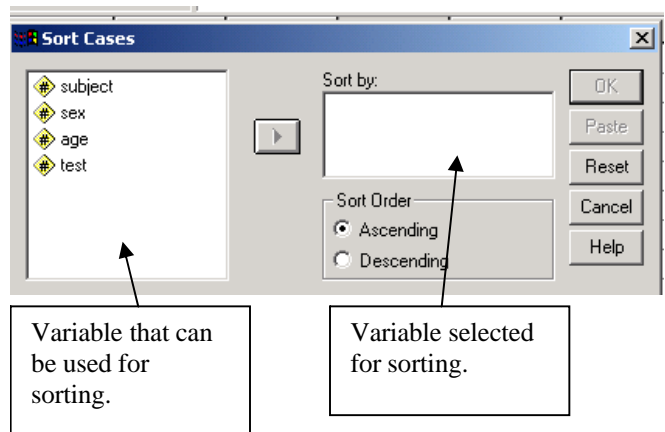 Sort Cases
subject
sex
age
test
Sort by:
Sort Order
Ascending
Descending
OK
Paste
Reset
Cancel
Help
Variable that can
be used for
sorting.
Variable selected
for sorting.